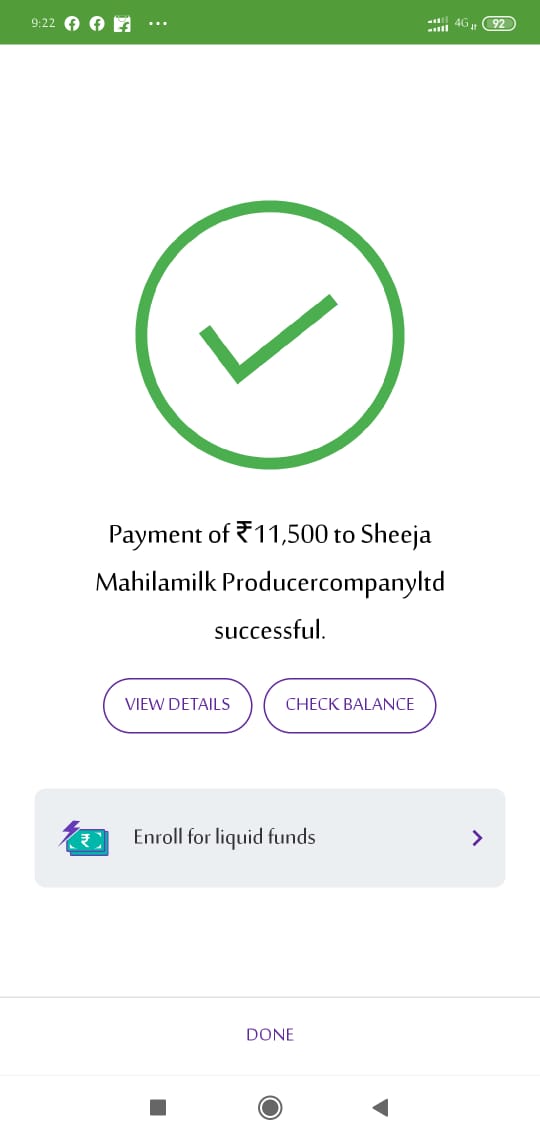 9:22 ... 4G 92
Payment of ₹11,500 to Sheeja
Mahilamilk Producercompanyltd
successful.
VIEW DETAILS CHECK BALANCE
₹ Enroll for liquid funds
DONE